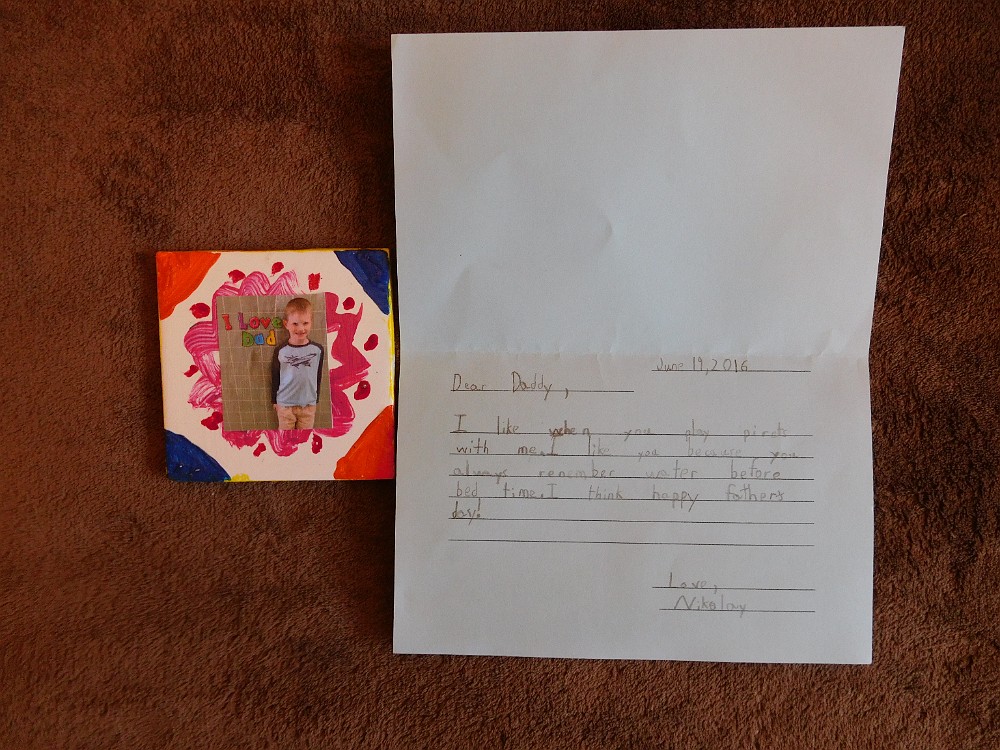 I Love
Dad
June 19, 2016
Dear Daddy,
I like when you play pirets
with me. I like you because you
always remember water before
bed time. I think happy fathers
day!
Love,
Nikolay